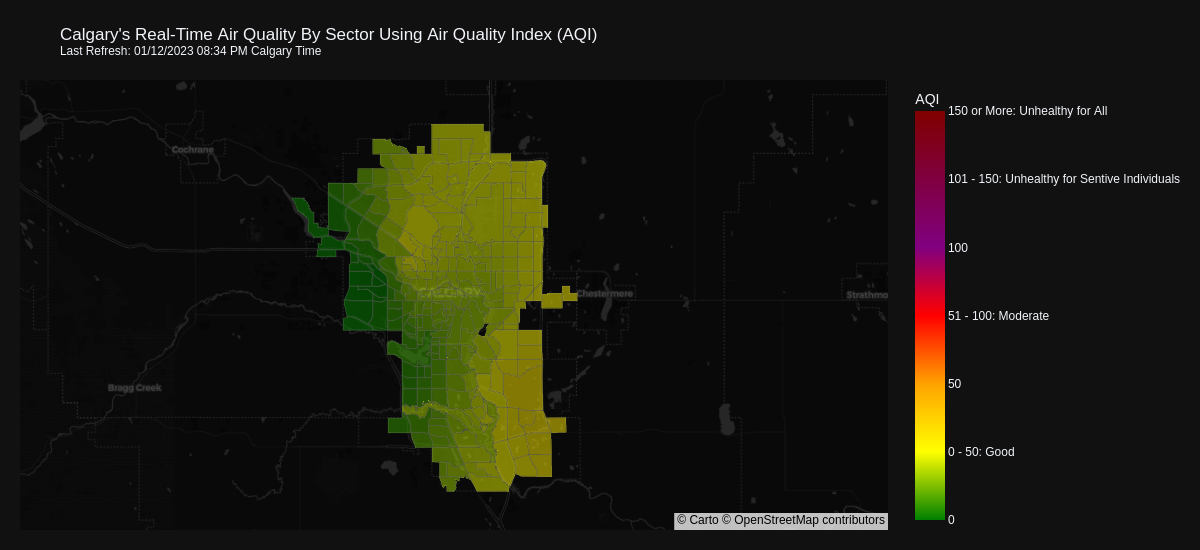 Calgary's Real-Time Air Quality By Sector Using Air Quality Index (AQI)
Last Refresh: 01/12/2023 08:34 PM Calgary Time
AQI
150 or More: Unhealthy for All
101 - 150: Unhealthy for Sentive Individuals
100
51 - 100: Moderate
50
0 - 50: Good
0
Cochrane
CALGARY
Chestermere
Strathmo
Bragg Creek
© Carto © OpenStreetMap contributors